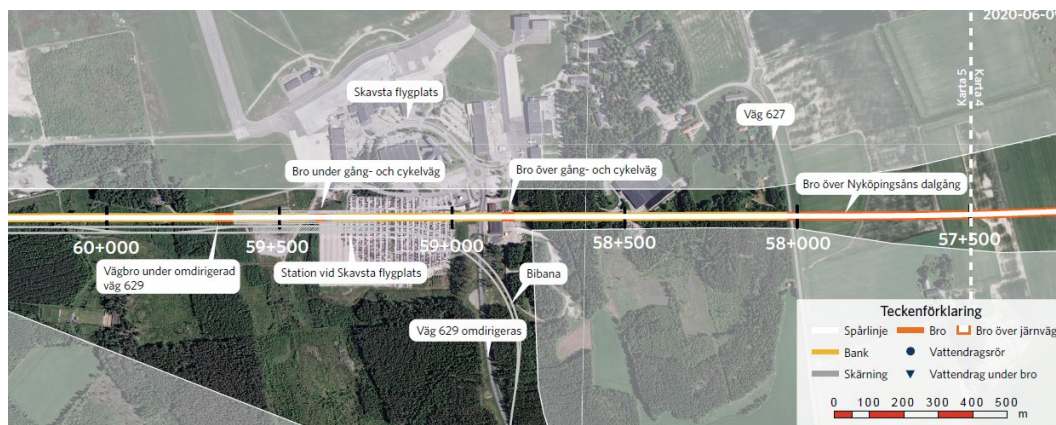 2020-06-0
Karta 5
Karta 4
Skavsta flygplats
Väg 627
Bro under gång- och cykelväg
Bro över gång- och cykelväg
Bro över Nyköpingsåns dalgång
60+000
59+500
59+000
58+500
58+000
57+500
Vägbro under omdirigerad
väg 629
Station vid Skavsta flygplats
Bibana
Väg 629 omdirigeras
Teckenförklaring
Spårlinje
Bro
Bro över järnväg
Bank
Vattendragsrör
Skärning
Vattendrag under bro
0 100 200 300 400 500
m